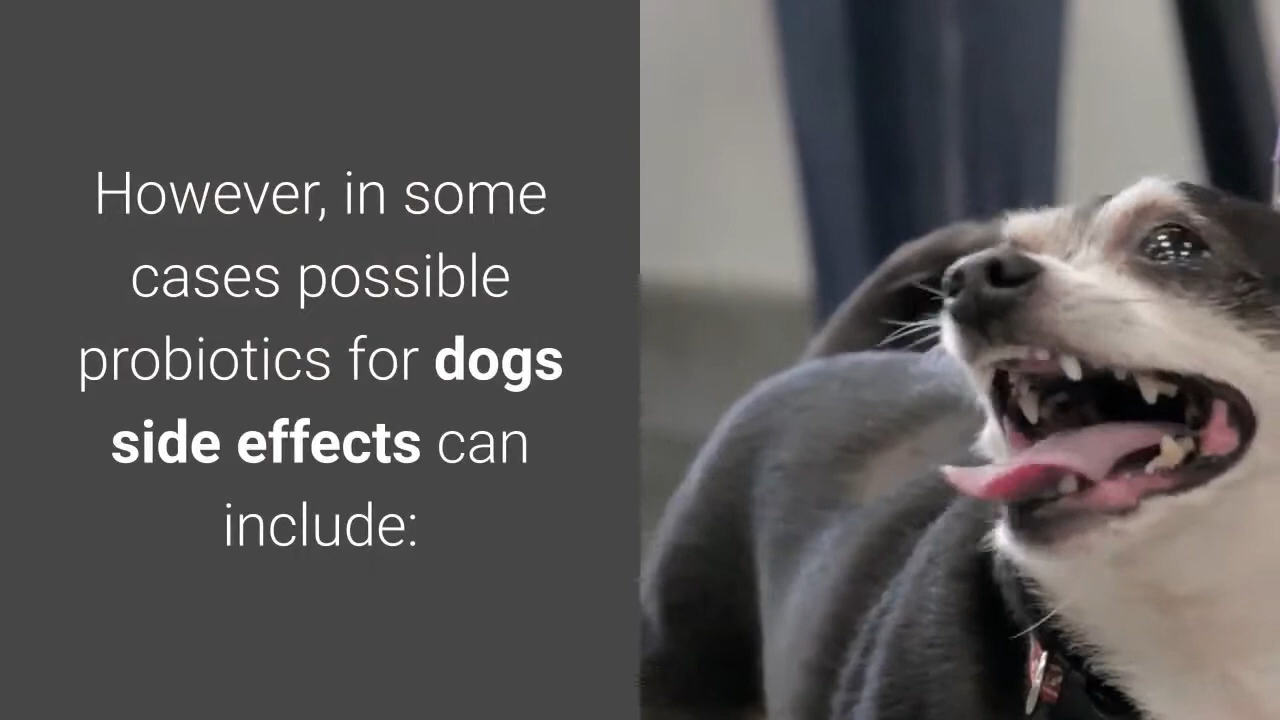 However, in some
cases possible
probiotics for dogs
side effects can
include: